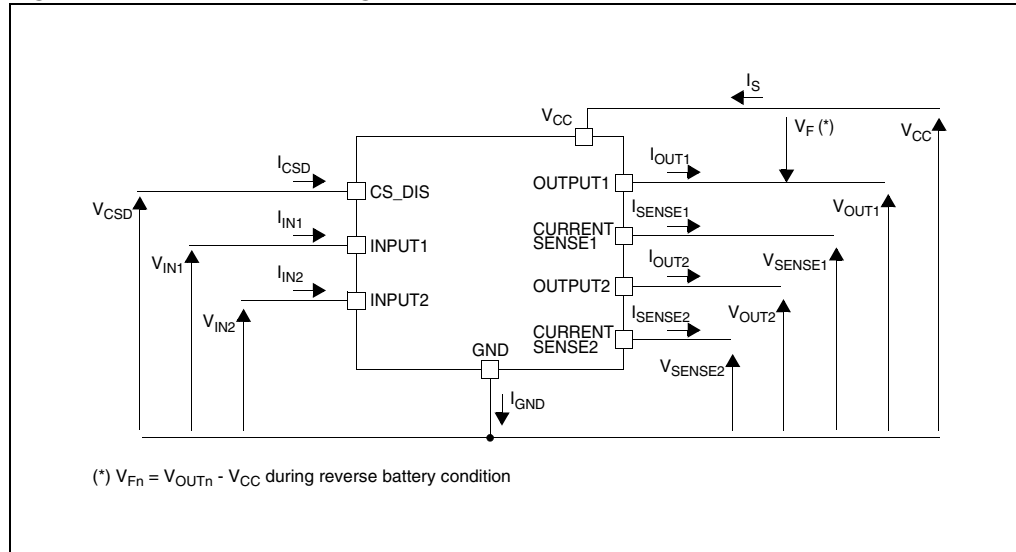 I_S
V_CC
V_F (*)
V_CC
I_CSD
I_OUT1
CS_DIS
OUTPUT1
V_CSD
V_OUT1
I_IN1
I_SENSE1
INPUT1
CURRENT
SENSE1
V_IN1
V_SENSE1
I_IN2
I_OUT2
INPUT2
OUTPUT2
V_IN2
V_OUT2
I_SENSE2
CURRENT
SENSE2
GND
V_SENSE2
I_GND
(*) V_Fn = V_OUTn - V_CC during reverse battery condition